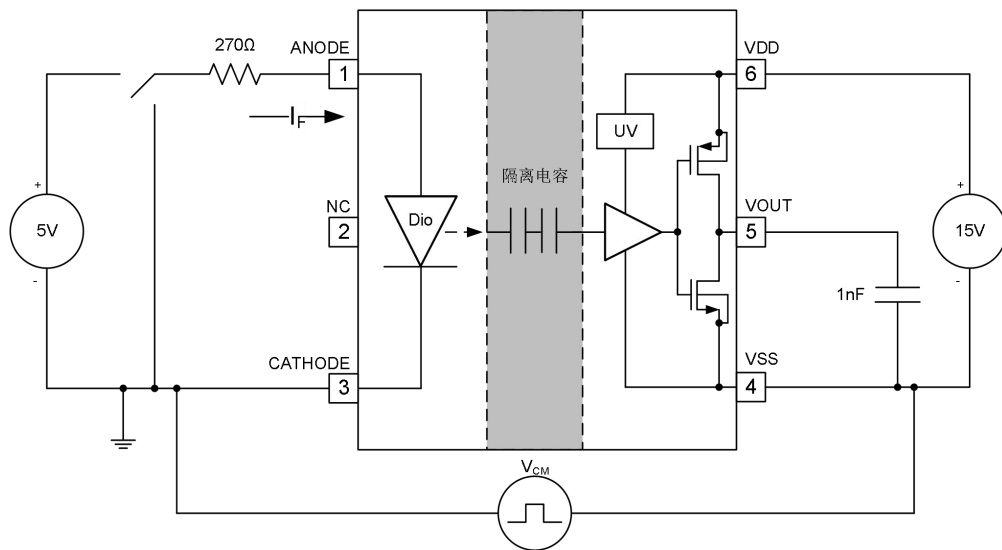 270Ω
ANODE
1
VDD
6
I_F
UV
+
5V
-
NC
2
Dio
隔离电容
VOUT
5
+
15V
-
1nF
CATHODE
3
VSS
4
V_CM